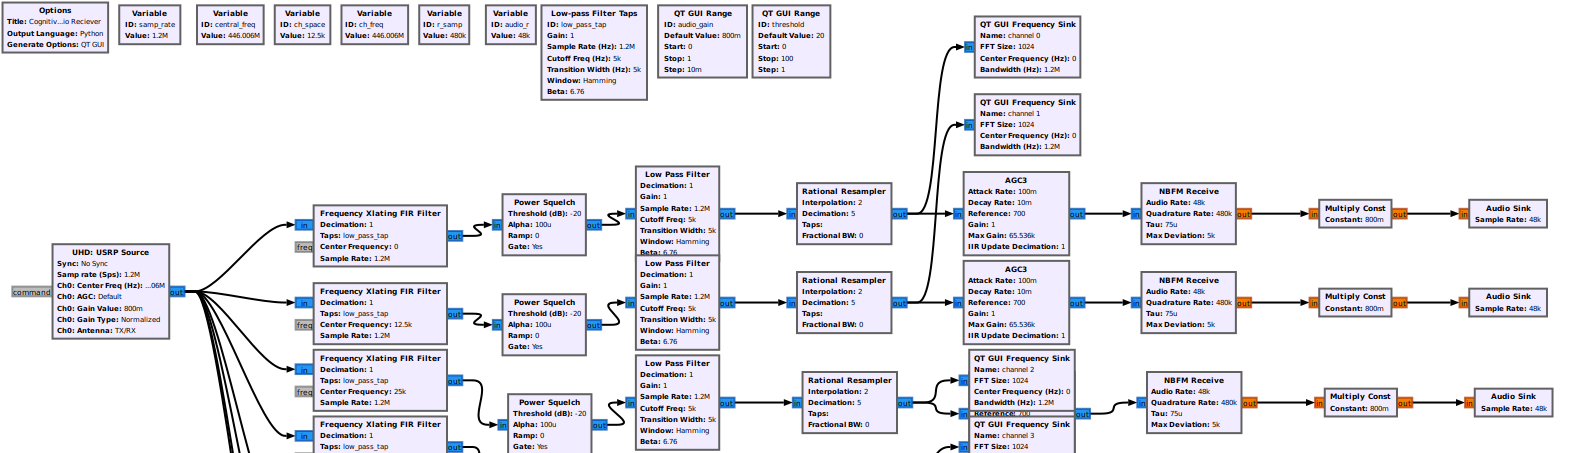 Options
Title: Cognitiv...io Reciever
Output Language: Python
Generate Options: QT GUI
Variable
ID: samp_rate
Value: 1.2M
Variable
ID: central_freq
Value: 446.006M
Variable
ID: ch_space
Value: 12.5k
Variable
ID: ch_freq
Value: 446.006M
Variable
ID: r_samp
Value: 480k
Variable
ID: audio_r
Value: 48k
Low-pass Filter Taps
ID: low_pass_tap
Gain: 1
Sample Rate (Hz): 1.2M
Cutoff Freq (Hz): 5k
Transition Width (Hz): 5k
Window: Hamming
Beta: 6.76
QT GUI Range
ID: audio_gain
Default Value: 800m
Start: 0
Stop: 1
Step: 10m
QT GUI Range
ID: threshold
Default Value: 20
Start: 0
Stop: 100
Step: 1
QT GUI Frequency Sink
Name: channel 0
FFT Size: 1024
Center Frequency (Hz): 0
Bandwidth (Hz): 1.2M
in
QT GUI Frequency Sink
Name: channel 1
FFT Size: 1024
Center Frequency (Hz): 0
Bandwidth (Hz): 1.2M
in
UHD: USRP Source
Sync: No Sync
Samp rate (Sps): 1.2M
Ch0: Center Freq (Hz): ...06M
Ch0: AGC: Default
Ch0: Gain Value: 800m
Ch0: Gain Type: Normalized
Ch0: Antenna: TX/RX
command
out
Frequency Xlating FIR Filter
Decimation: 1
Taps: low_pass_tap
Center Frequency: 0
Sample Rate: 1.2M
in
freq
out
Power Squelch
Threshold (dB): -20
Alpha: 100u
Ramp: 0
Gate: Yes
in
out
Low Pass Filter
Decimation: 1
Gain: 1
Sample Rate: 1.2M
Cutoff Freq: 5k
Transition Width: 5k
Window: Hamming
Beta: 6.76
in
out
Rational Resampler
Interpolation: 2
Decimation: 5
Taps:
Fractional BW: 0
in
out
AGC3
Attack Rate: 100m
Decay Rate: 10m
Reference: 700
Gain: 1
Max Gain: 65.536k
IIR Update Decimation: 1
in
out
NBFM Receive
Audio Rate: 48k
Quadrature Rate: 480k
Tau: 75u
Max Deviation: 5k
in
out
Multiply Const
Constant: 800m
in
out
Audio Sink
Sample Rate: 48k
in
Frequency Xlating FIR Filter
Decimation: 1
Taps: low_pass_tap
Center Frequency: 12.5k
Sample Rate: 1.2M
in
freq
out
Power Squelch
Threshold (dB): -20
Alpha: 100u
Ramp: 0
Gate: Yes
in
out
Low Pass Filter
Decimation: 1
Gain: 1
Sample Rate: 1.2M
Cutoff Freq: 5k
Transition Width: 5k
Window: Hamming
Beta: 6.76
in
out
Rational Resampler
Interpolation: 2
Decimation: 5
Taps:
Fractional BW: 0
in
out
AGC3
Attack Rate: 100m
Decay Rate: 10m
Reference: 700
Gain: 1
Max Gain: 65.536k
IIR Update Decimation: 1
in
out
NBFM Receive
Audio Rate: 48k
Quadrature Rate: 480k
Tau: 75u
Max Deviation: 5k
in
out
Multiply Const
Constant: 800m
in
out
Audio Sink
Sample Rate: 48k
in
Frequency Xlating FIR Filter
Decimation: 1
Taps: low_pass_tap
Center Frequency: 25k
Sample Rate: 1.2M
in
freq
out
Power Squelch
Threshold (dB): -20
Alpha: 100u
Ramp: 0
Gate: Yes
in
out
Low Pass Filter
Decimation: 1
Gain: 1
Sample Rate: 1.2M
Cutoff Freq: 5k
Transition Width: 5k
Window: Hamming
Beta: 6.76
in
out
Rational Resampler
Interpolation: 2
Decimation: 5
Taps:
Fractional BW: 0
in
out
QT GUI Frequency Sink
Name: channel 2
FFT Size: 1024
Center Frequency (Hz): 0
Bandwidth (Hz): 1.2M
in
Reference: 700
in
out
NBFM Receive
Audio Rate: 48k
Quadrature Rate: 480k
Tau: 75u
Max Deviation: 5k
in
out
Multiply Const
Constant: 800m
in
out
Audio Sink
Sample Rate: 48k
in
Frequency Xlating FIR Filter
Decimation: 1
Taps: low_pass_tap
in
out
QT GUI Frequency Sink
Name: channel 3
FFT Size: 1024
in